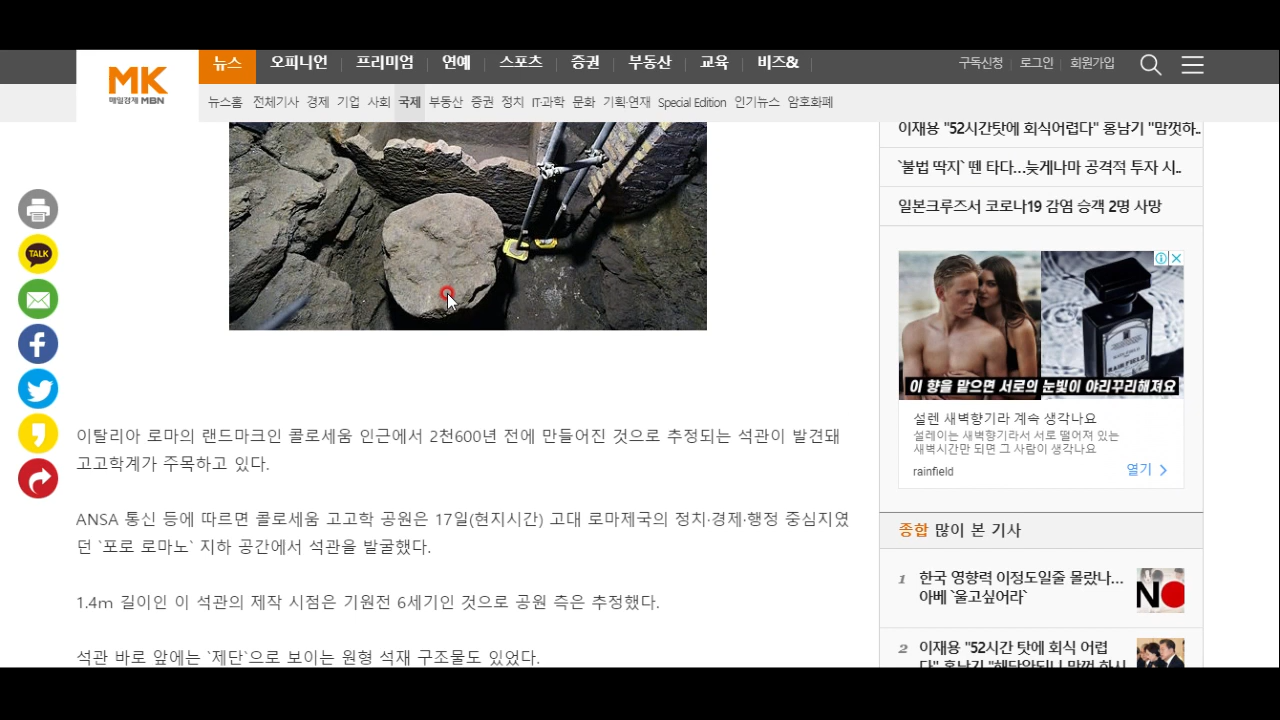 MK
매일경제 MBN
뉴스 오피니언 프리미엄 연예 스포츠 증권 부동산 교육 비즈&
구독신청 로그인 회원가입
뉴스홈 전체기사 경제 기업 사회 국제 부동산 증권 정치 IT·과학 문화 기획·연재 Special Edition 인기뉴스 암호화폐
TALK
이탈리아 로마의 랜드마크인 콜로세움 인근에서 2천600년 전에 만들어진 것으로 추정되는 석관이 발견돼
고고학계가 주목하고 있다.
ANSA 통신 등에 따르면 콜로세움 고고학 공원은 17일(현지시간) 고대 로마제국의 정치·경제·행정 중심지였
던 `포로 로마노` 지하 공간에서 석관을 발굴했다.
1.4m 길이인 이 석관의 제작 시점은 기원전 6세기인 것으로 공원 측은 추정했다.
석관 바로 앞에는 `제단`으로 보이는 원형 석재 구조물도 있었다.
이재용 "52시간탓에 회식어렵다" 홍남기 "맘껏하..
`불법 딱지` 뗀 타다…늦게나마 공격적 투자 시..
일본크루즈서 코로나19 감염 승객 2명 사망
RAIN FIELD
이 향을 맡으면 서로의 눈빛이 야리꾸리해져요
설렌 새벽향기라 계속 생각나요
설레이는 새벽향기라서 서로 떨어져 있는
새벽시간만 되면 그 사람이 생각나요
rainfield 열기
종합 많이 본 기사
1 한국 영향력 이정도일줄 몰랐나…
아베 `울고싶어라`
NO
2 이재용 "52시간 탓에 회식 어렵
다" 홍남기 "해당안되니 맘껏 하시